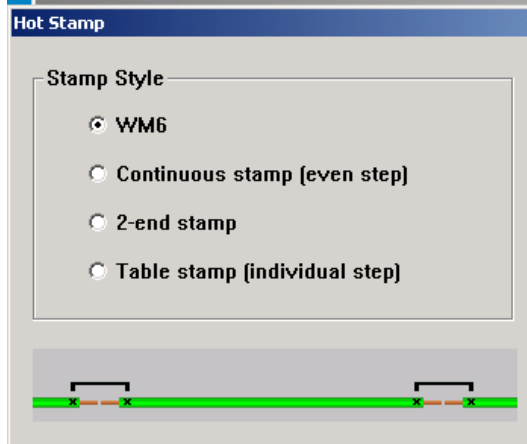 Hot Stamp
Stamp Style
WM6
Continuous stamp (even step)
2-end stamp
Table stamp (individual step)